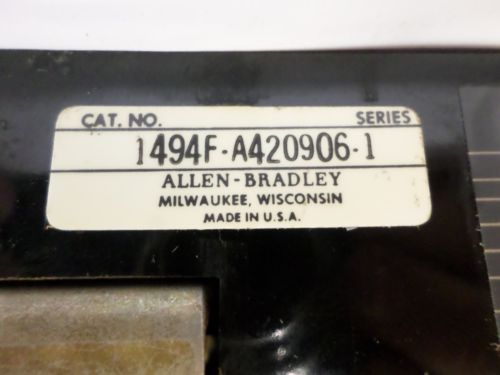 CAT. NO. SERIES
1494F-A420906-1
ALLEN-BRADLEY
MILWAUKEE, WISCONSIN
MADE IN U.S.A.